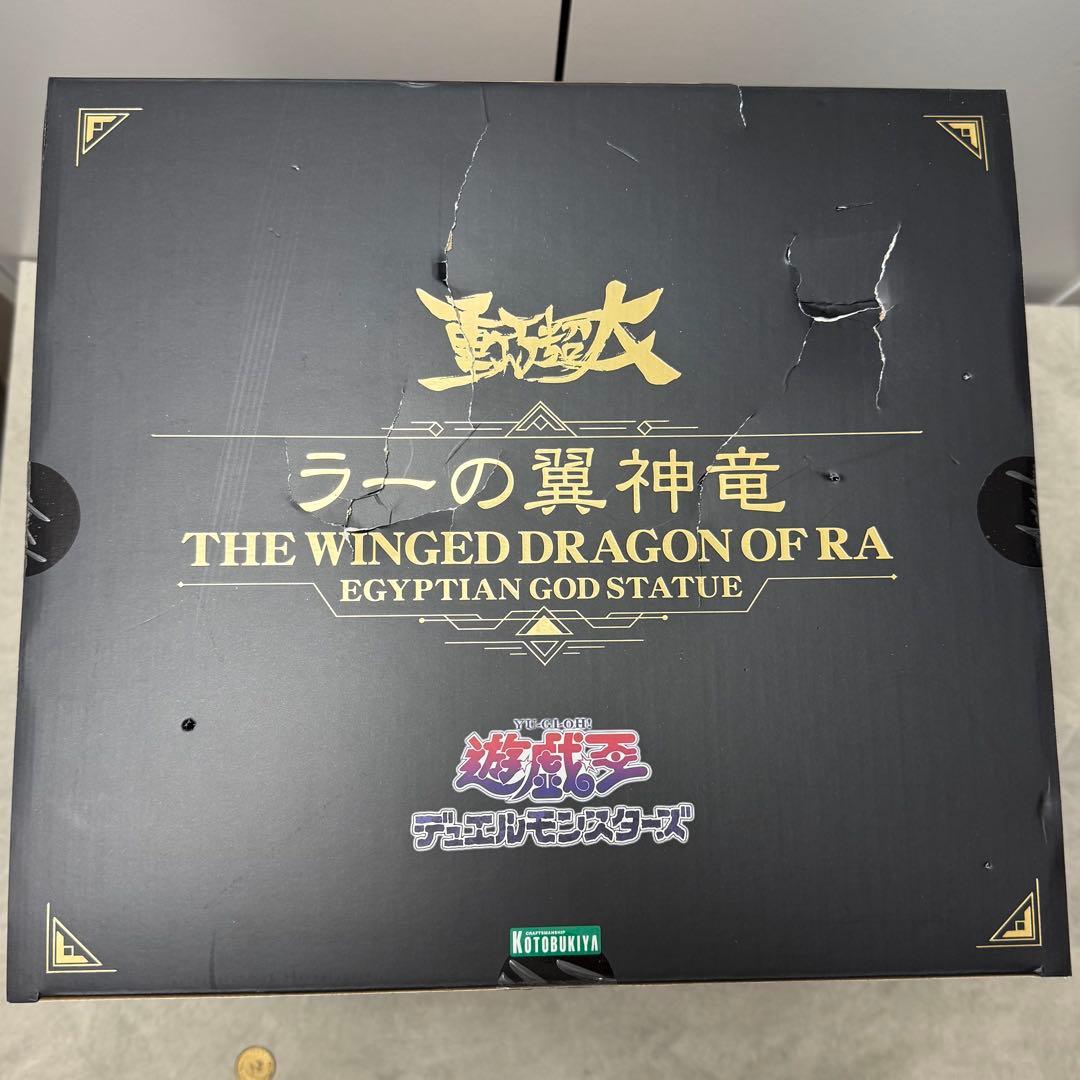 ラーの翼神竜
THE WINGED DRAGON OF RA
EGYPTIAN GOD STATUE
YU-GI-OH!
遊戯王
デュエルモンスターズ
CRAFTSMANSHIP
KOTOBUKIYA